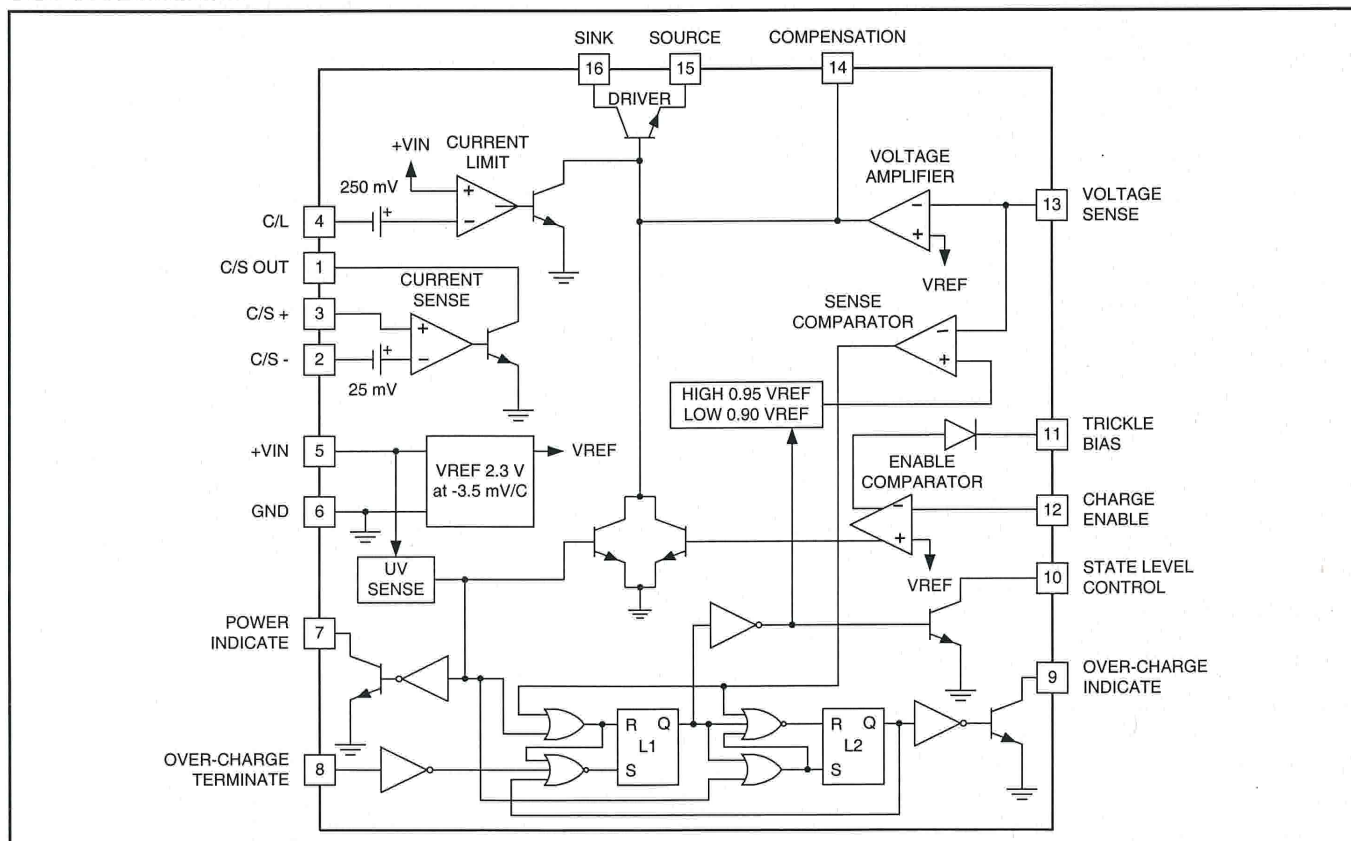 SINK SOURCE COMPENSATION
16 15 14
DRIVER
CURRENT
LIMIT
+VIN
250 mV
+
+
−
C/L 4
VOLTAGE
AMPLIFIER
−
+
VREF
13 VOLTAGE
SENSE
C/S OUT 1
CURRENT
SENSE
C/S + 3
+
−
C/S - 2
+
25 mV
SENSE
COMPARATOR
−
+
HIGH 0.95 VREF
LOW 0.90 VREF
+VIN 5
VREF 2.3 V
at -3.5 mV/C
VREF
GND 6
11 TRICKLE
BIAS
ENABLE
COMPARATOR
−
+
VREF
12 CHARGE
ENABLE
UV
SENSE
10 STATE LEVEL
CONTROL
POWER
INDICATE 7
9 OVER-CHARGE
INDICATE
R Q
L1
S
R Q
L2
S
OVER-CHARGE
TERMINATE 8